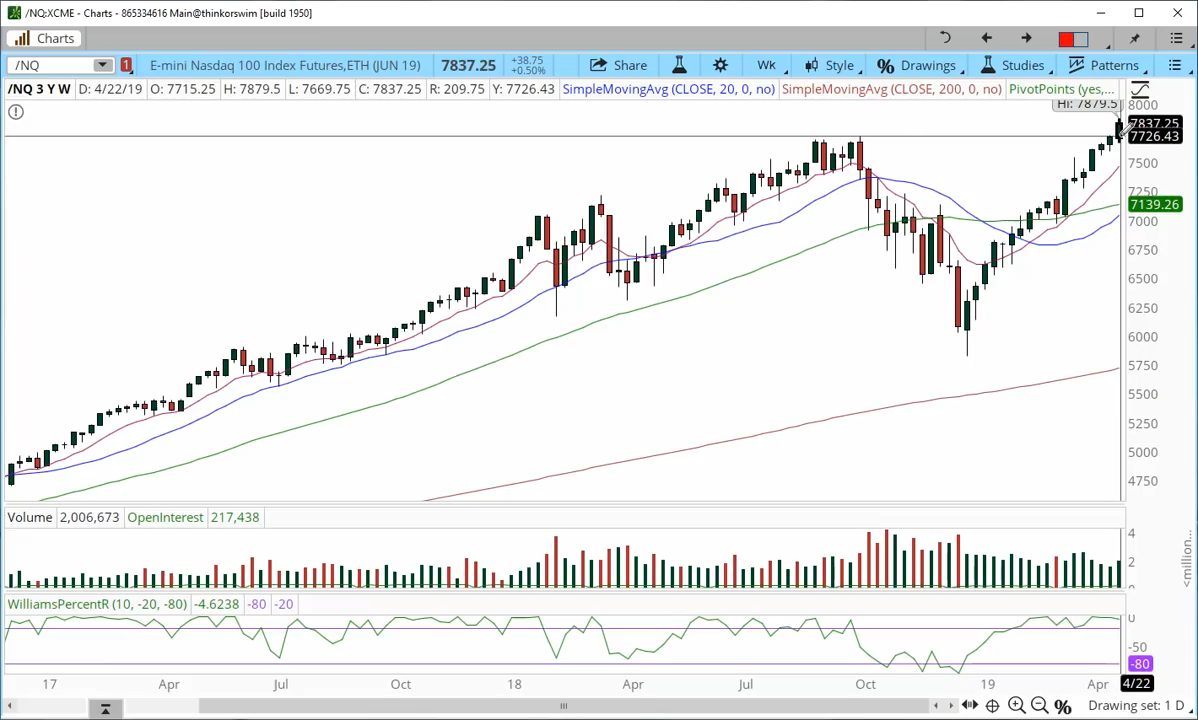 /NQ:XCME - Charts - 865334616 Main@thinkorswim [build 1950]
Charts
/NQ 1 E-mini Nasdaq 100 Index Futures,ETH (JUN 19) 7837.25 +38.75 +0.50% Share Wk Style % Drawings Studies Patterns
/NQ 3 Y W D: 4/22/19 O: 7715.25 H: 7879.5 L: 7669.75 C: 7837.25 R: 209.75 Y: 7726.43 SimpleMovingAvg (CLOSE, 20, 0, no) SimpleMovingAvg (CLOSE, 200, 0, no) PivotPoints (yes,...
Hi: 7879.5
8000
7837.25
7726.43
7500
7250
7139.26
7000
6750
6500
6250
6000
5750
5500
5250
5000
4750
Volume 2,006,673 OpenInterest 217,438
4
2
0
<million...
WilliamsPercentR (10, -20, -80) -4.6238 -80 -20
0
-50
-80
17 Apr Jul Oct 18 Apr Jul Oct 19 Apr 4/22
% Drawing set: 1 D